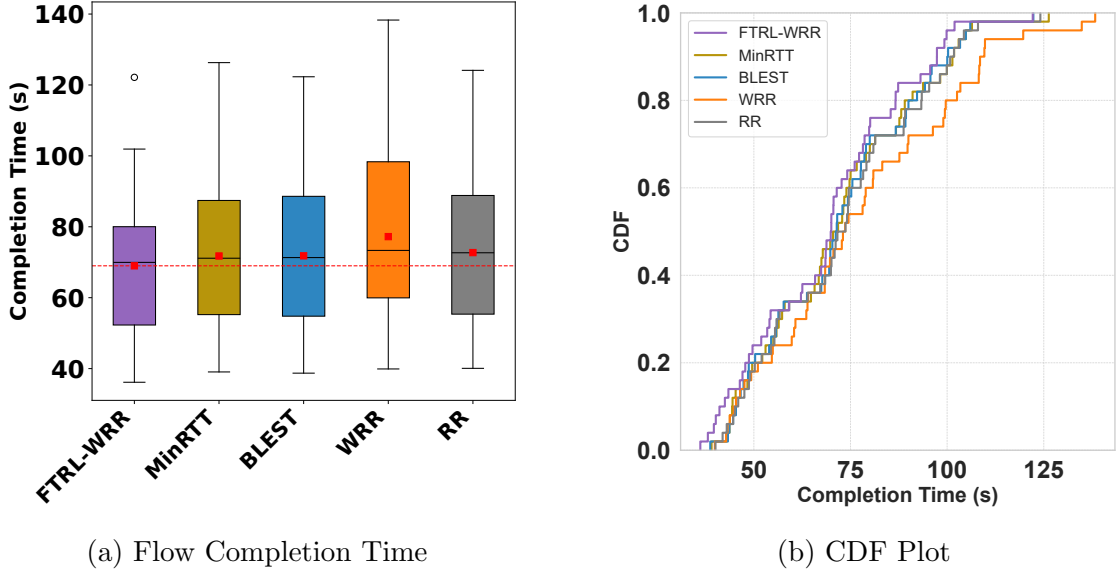 140
120
100
80
60
40
Completion Time (s)
FTRL-WRR
MinRTT
BLEST
WRR
RR
(a) Flow Completion Time
1.0
0.8
0.6
0.4
0.2
0.0
CDF
FTRL-WRR
MinRTT
BLEST
WRR
RR
50
75
100
125
Completion Time (s)
(b) CDF Plot